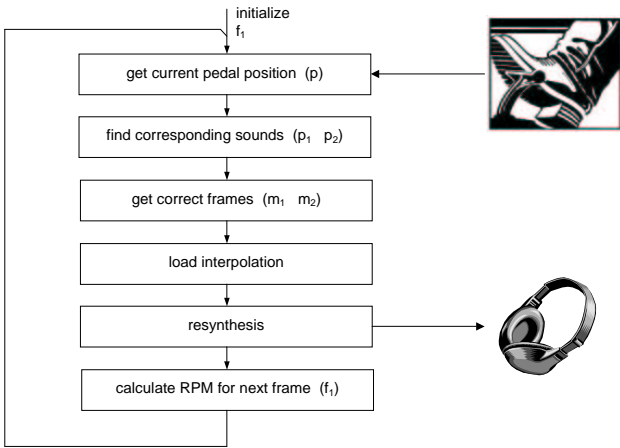 initialize
f₁
get current pedal position (p)
find corresponding sounds (p₁ p₂)
get correct frames (m₁ m₂)
load interpolation
resynthesis
calculate RPM for next frame (f₁)